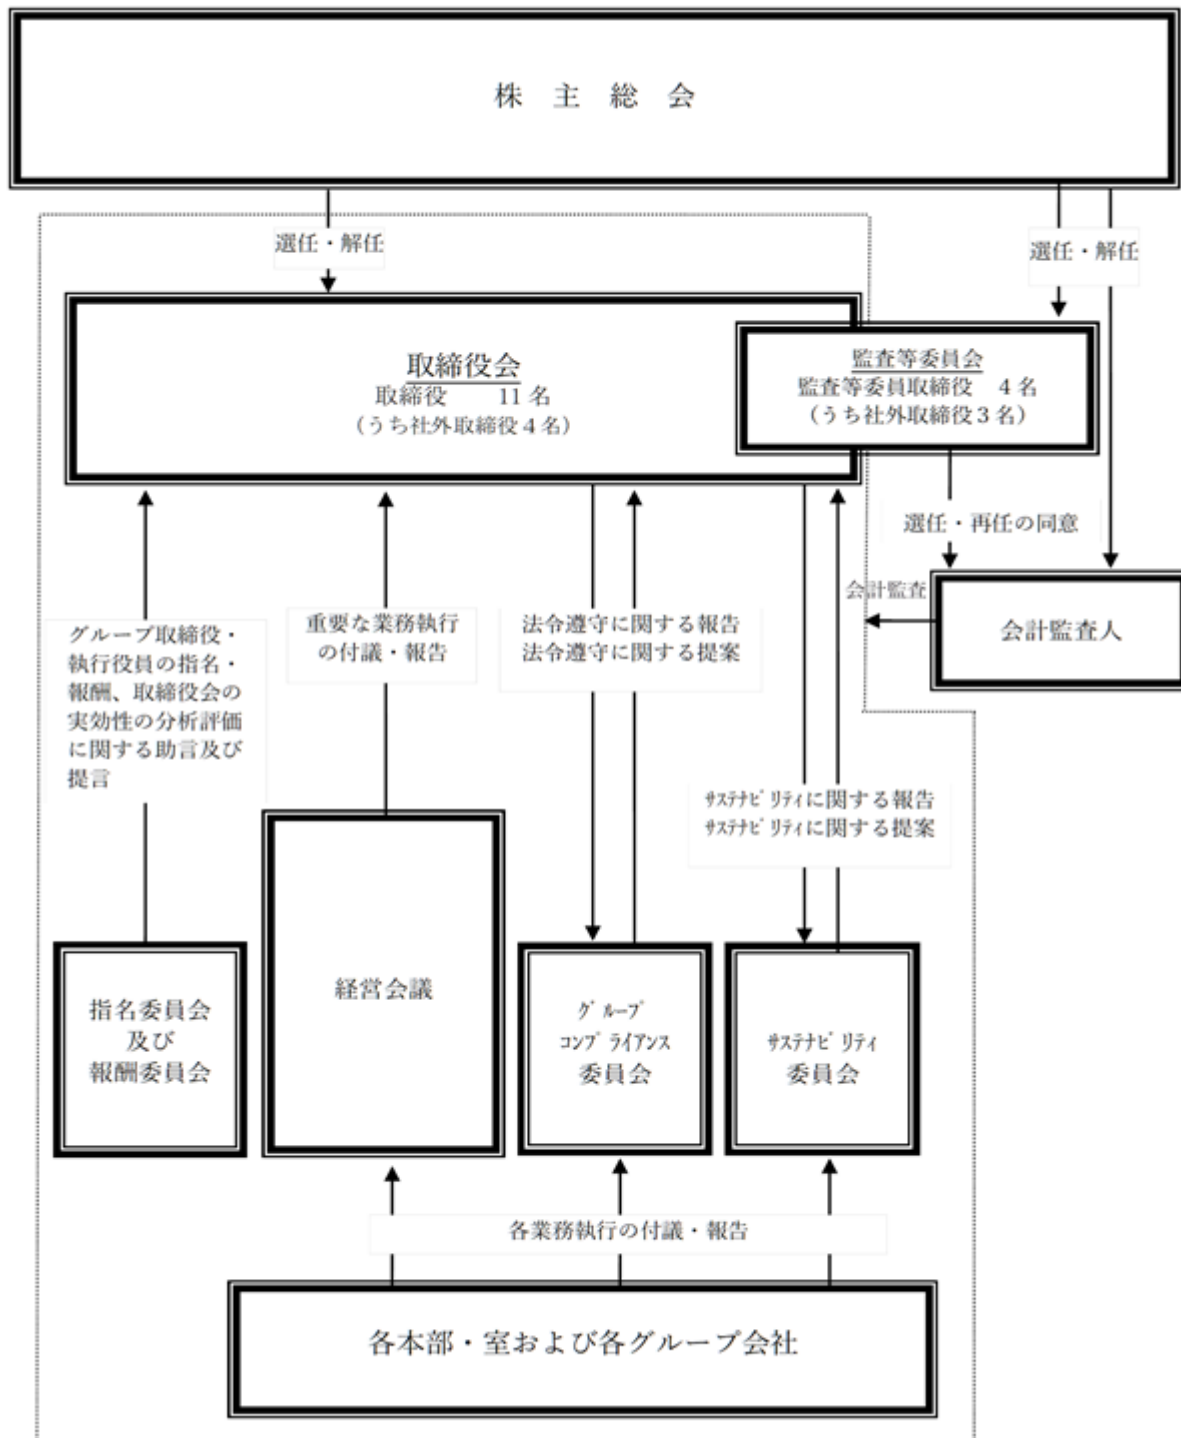 株 主 総 会
選任・解任
選任・解任
取締役会
取締役 11 名
（うち社外取締役４名）
監査等委員会
監査等委員取締役 4 名
（うち社外取締役３名）
選任・再任の同意
会計監査
会計監査人
グループ取締役・
執行役員の指名・
報酬、取締役会の
実効性の分析評価
に関する助言及び
提言
重要な業務執行
の付議・報告
法令遵守に関する報告
法令遵守に関する提案
ｻｽﾃﾅﾋﾞﾘﾃｨに関する報告
ｻｽﾃﾅﾋﾞﾘﾃｨに関する提案
指名委員会
及び
報酬委員会
経営会議
ｸﾞﾙｰﾌﾟ
ｺﾝﾌﾟﾗｲｱﾝｽ
委員会
ｻｽﾃﾅﾋﾞﾘﾃｨ
委員会
各業務執行の付議・報告
各本部・室および各グループ会社